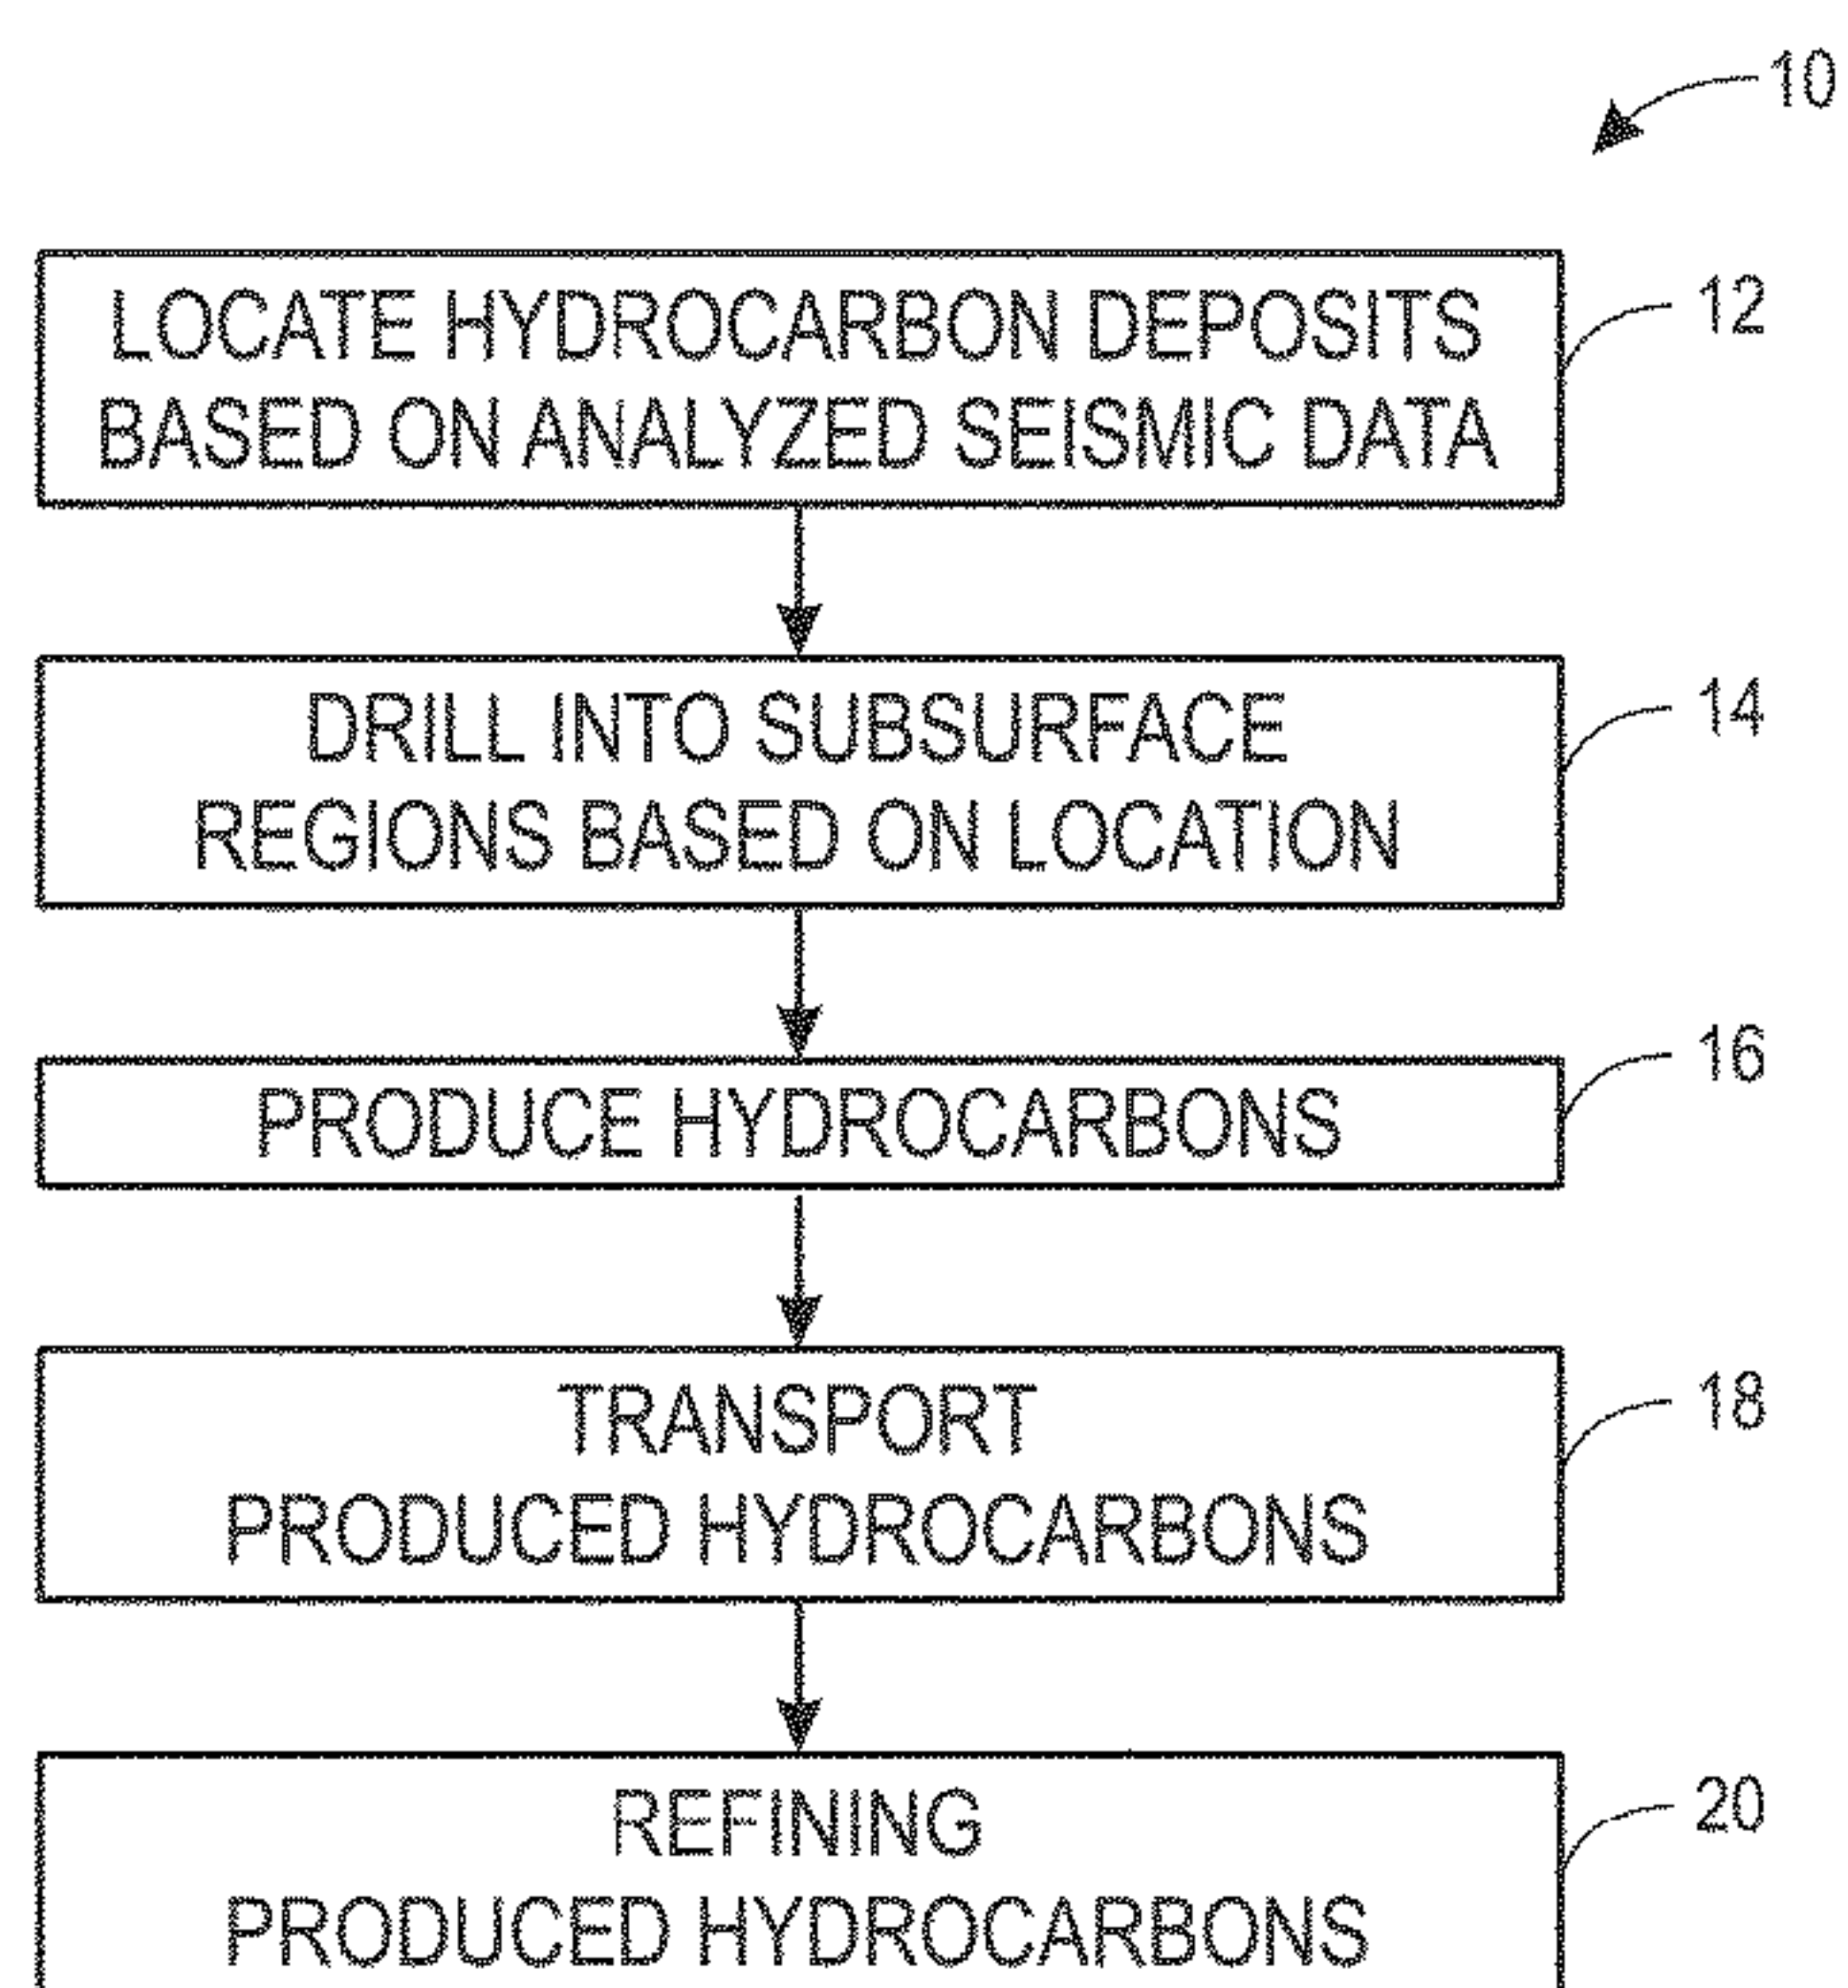 10
LOCATE HYDROCARBON DEPOSITS
BASED ON ANALYZED SEISMIC DATA
12
DRILL INTO SUBSURFACE
REGIONS BASED ON LOCATION
14
PRODUCE HYDROCARBONS
16
TRANSPORT
PRODUCED HYDROCARBONS
18
REFINING
PRODUCED HYDROCARBONS
20